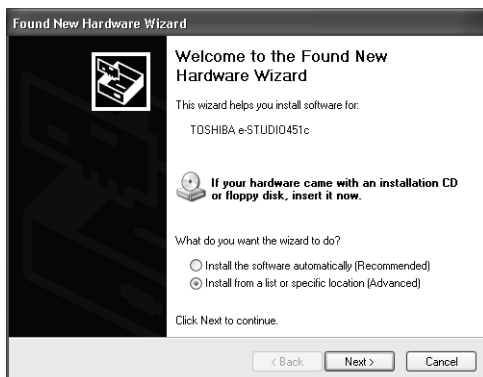 Found New Hardware Wizard
Welcome to the Found New
Hardware Wizard
This wizard helps you install software for:
TOSHIBA e-STUDIO451c
If your hardware came with an installation CD
or floppy disk, insert it now.
What do you want the wizard to do?
Install the software automatically (Recommended)
Install from a list or specific location (Advanced)
Click Next to continue.
< Back Next > Cancel